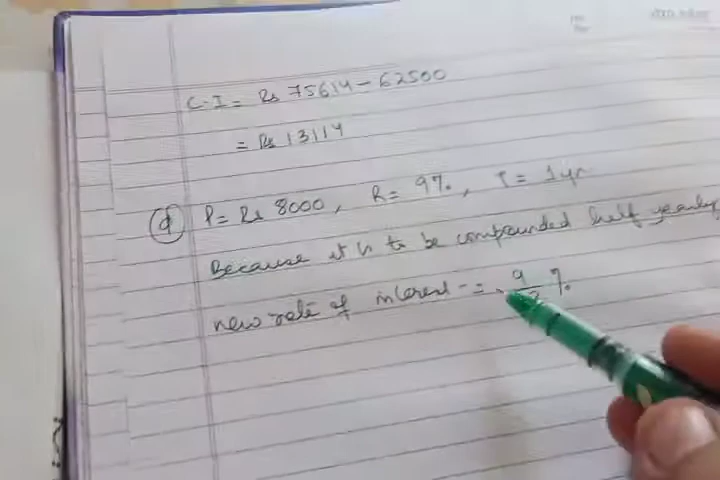 C.I = Rs 75614 - 62500
= Rs 13114
(d) P = Rs 8000, R = 9%, T = 1 yr
Because it is to be compounded half yearly
new rate of interest = 9/2 %